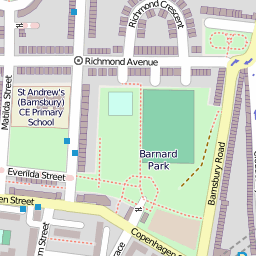 Richmond
Crescent
Richmond Avenue
Matilda Street
St Andrew's
(Barnsbury)
CE Primary
School
Barnard
Park
Barnsbury Road
Everilda Street
en Street
Copenhagen
m Street
ace